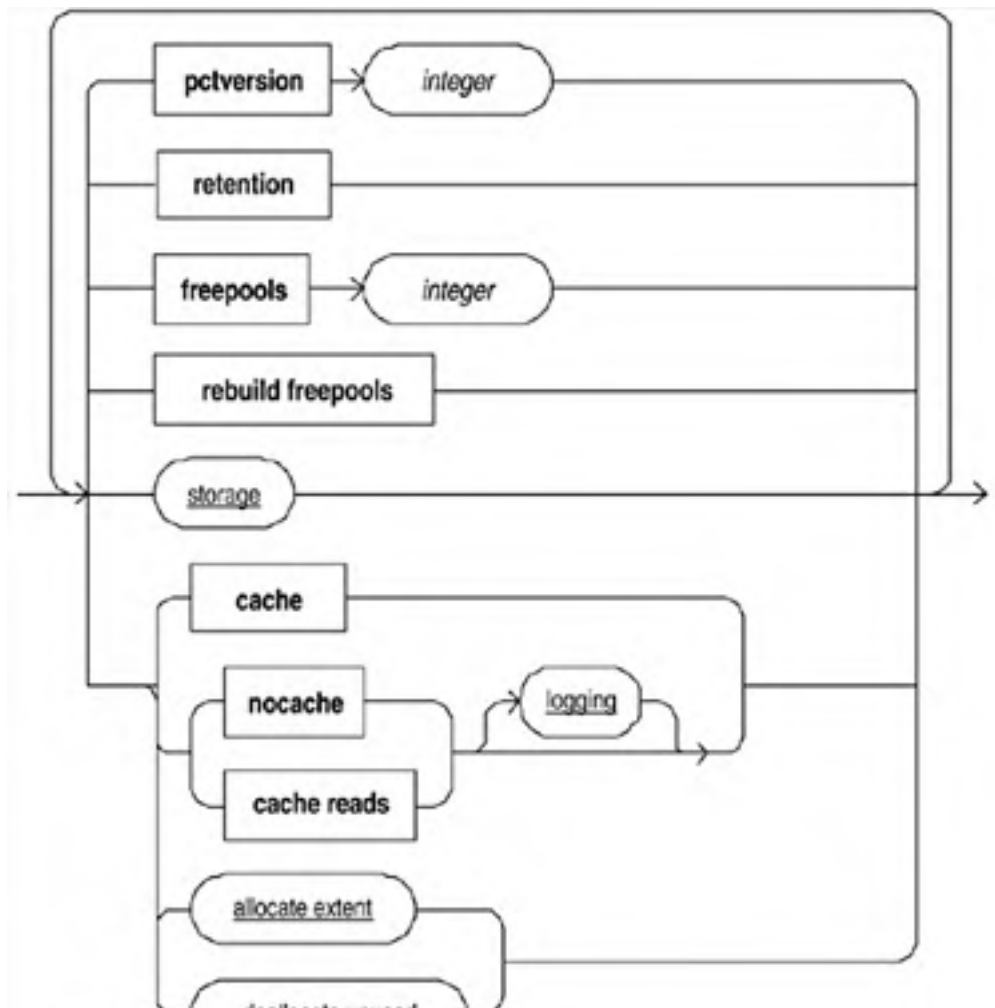 pctversion integer
retention
freepools integer
rebuild freepools
storage
cache
nocache logging
cache reads
allocate extent